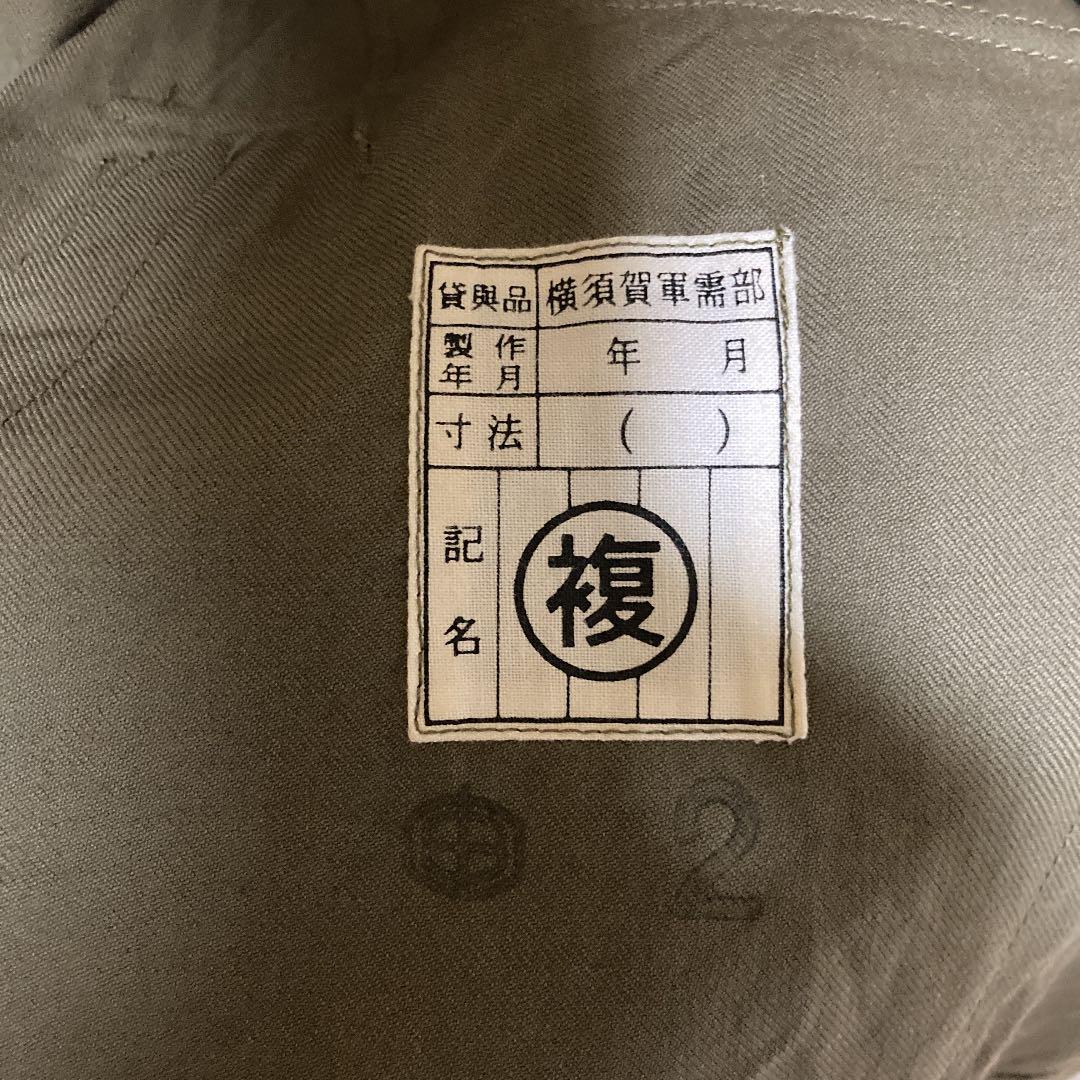 貸與品 横須賀軍需部
製作年月 年 月
寸法 ( )
記名
複
2